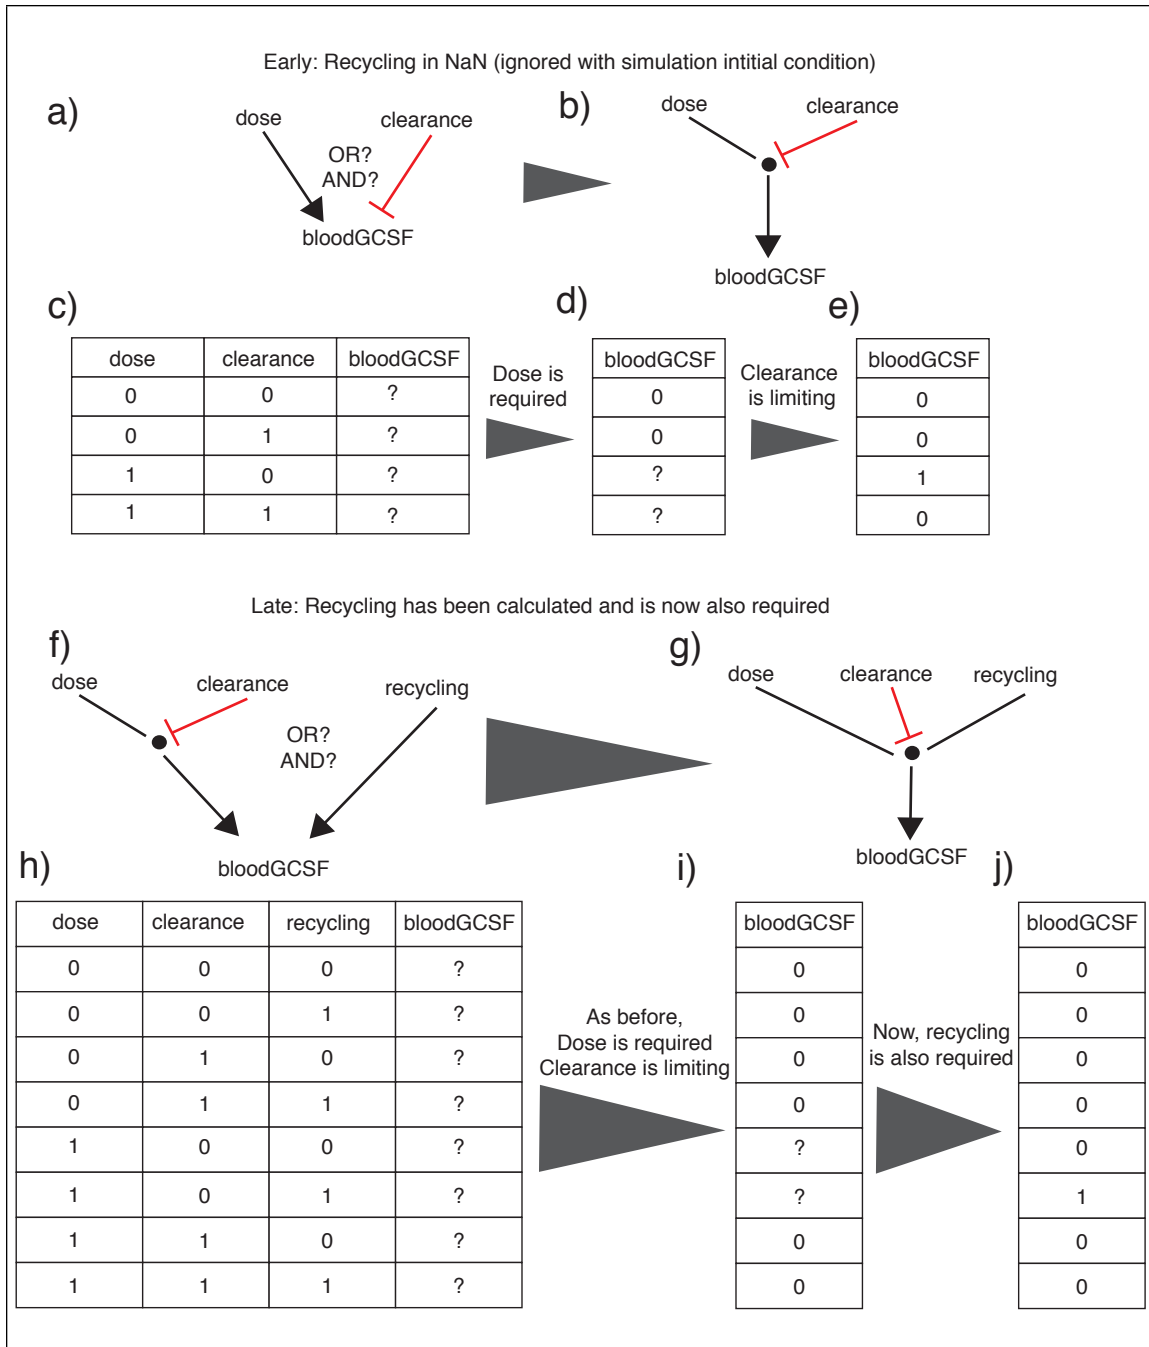 Early: Recycling in NaN (ignored with simulation intitial condition)
a)
dose
clearance
OR?
AND?
bloodGCSF
b)
dose
clearance
bloodGCSF
c)
dose clearance bloodGCSF
0 0 ?
0 1 ?
1 0 ?
1 1 ?
Dose is
required
d)
bloodGCSF
0
0
?
?
Clearance
is limiting
e)
bloodGCSF
0
0
1
0
Late: Recycling has been calculated and is now also required
f)
dose
clearance
recycling
OR?
AND?
bloodGCSF
g)
dose
clearance
recycling
bloodGCSF
h)
dose clearance recycling bloodGCSF
0 0 0 ?
0 0 1 ?
0 1 0 ?
0 1 1 ?
1 0 0 ?
1 0 1 ?
1 1 0 ?
1 1 1 ?
As before,
Dose is required
Clearance is limiting
i)
bloodGCSF
0
0
0
0
?
?
0
0
Now, recycling
is also required
j)
bloodGCSF
0
0
0
0
0
1
0
0